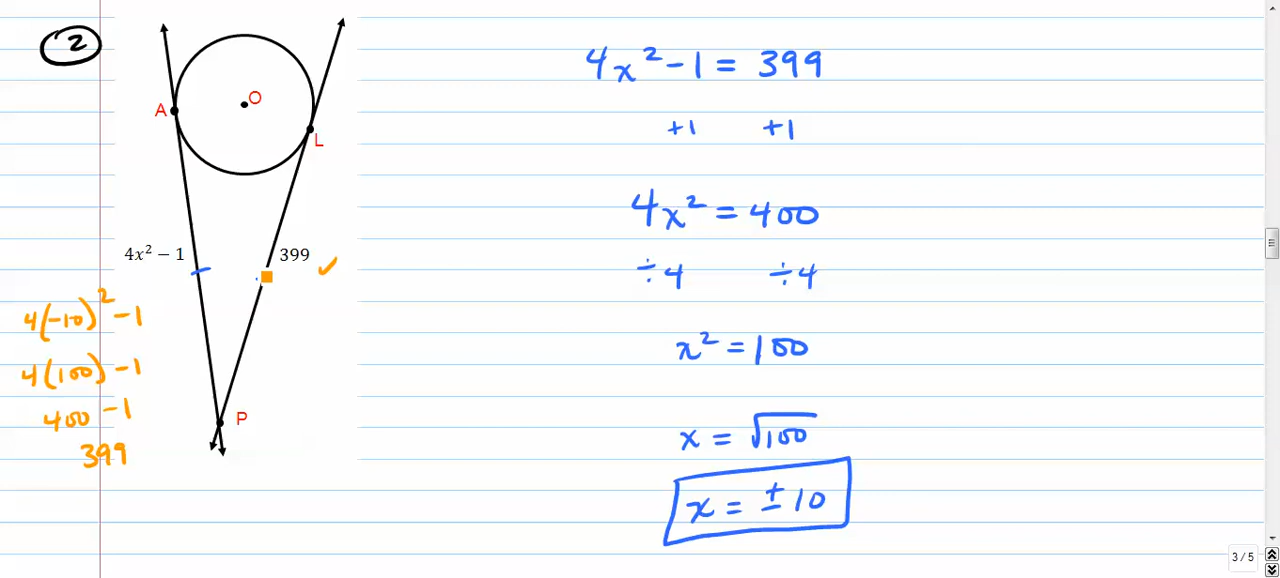 2
A
O
L
4x² − 1
399 ✓
P
4(-10)² -1
4(100) -1
400 -1
399
4x² - 1 = 399
+1 +1
4x² = 400
÷4 ÷4
x² = 100
x = √100
x = ±10
3 / 5